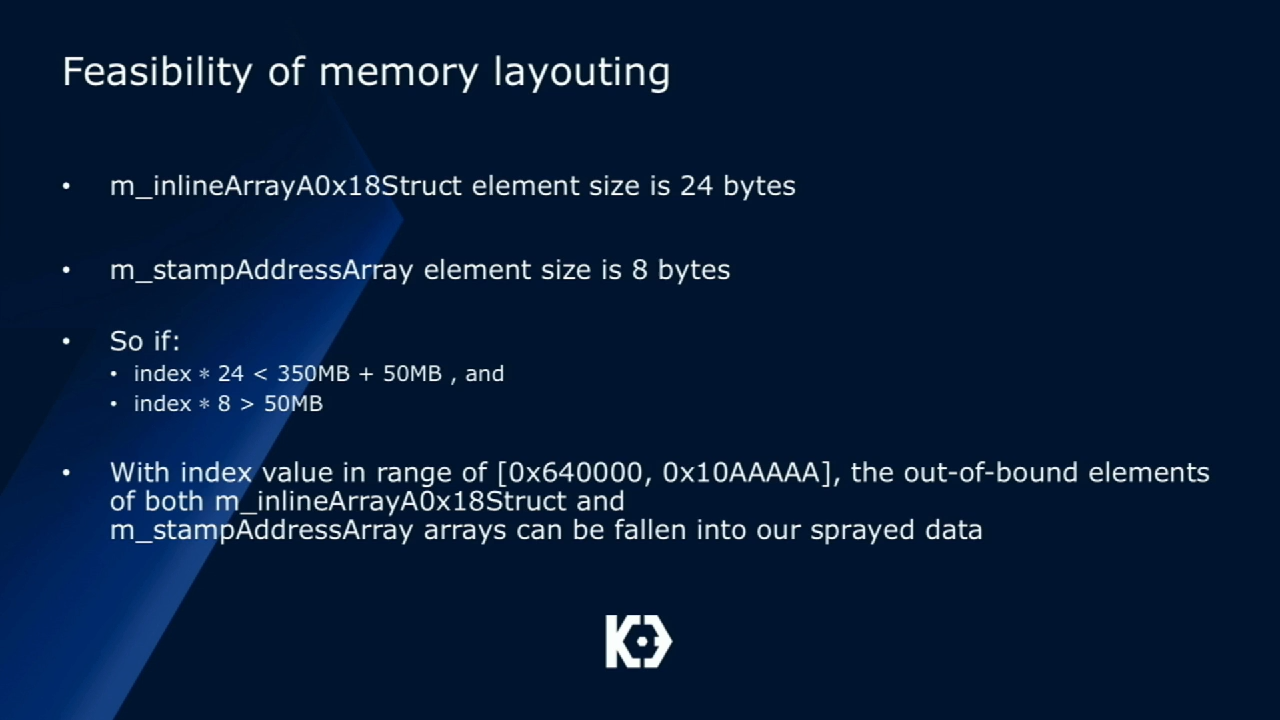 Feasibility of memory layouting
• m_inlineArrayA0x18Struct element size is 24 bytes
• m_stampAddressArray element size is 8 bytes
• So if:
• index * 24 < 350MB + 50MB , and
• index * 8 > 50MB
• With index value in range of [0x640000, 0x10AAAAA], the out-of-bound elements
of both m_inlineArrayA0x18Struct and
m_stampAddressArray arrays can be fallen into our sprayed data